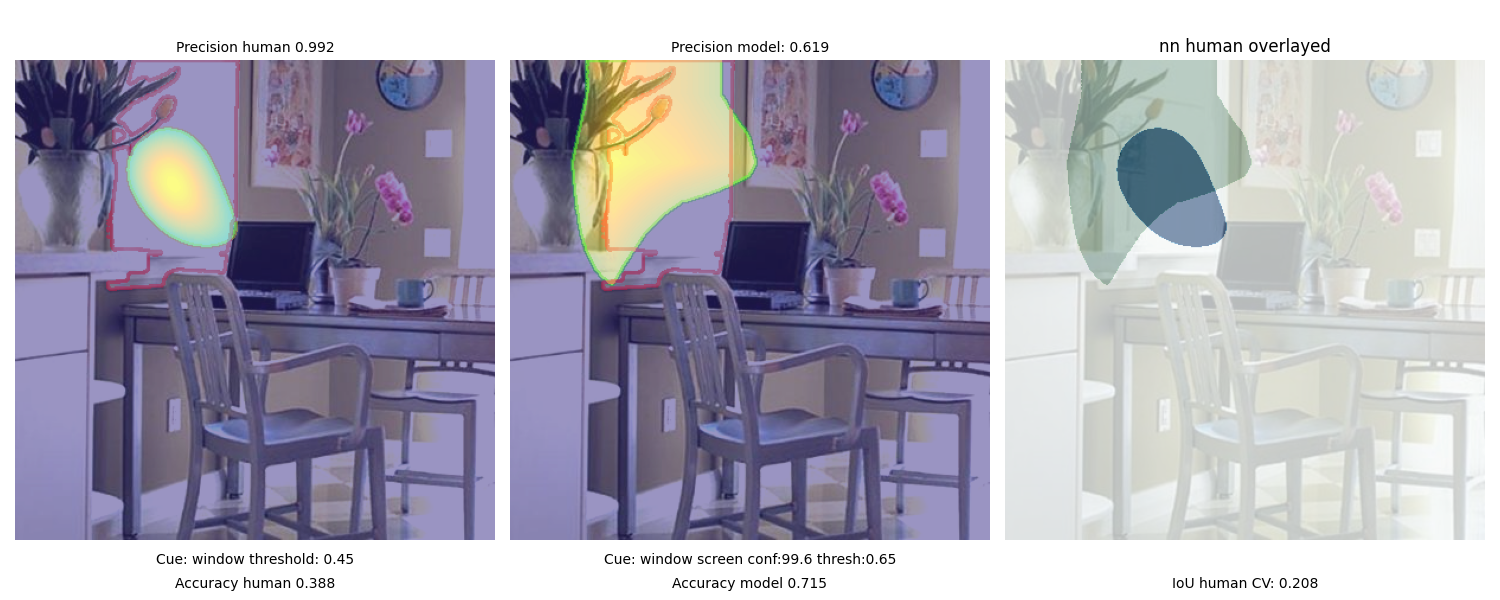 Precision human 0.992
Precision model: 0.619
nn human overlayed
Cue: window threshold: 0.45
Cue: window screen conf:99.6 thresh:0.65
Accuracy human 0.388
Accuracy model 0.715
IoU human CV: 0.208